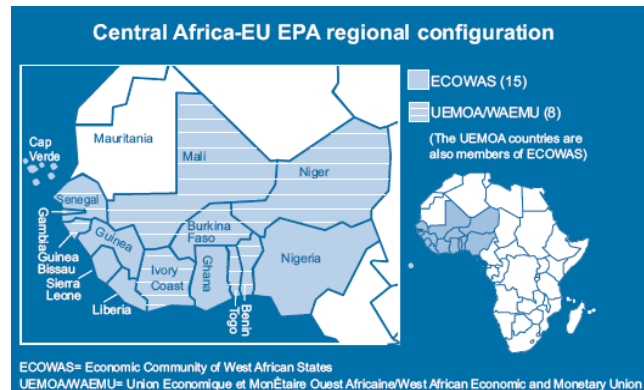 Central Africa-EU EPA regional configuration
ECOWAS (15)
UEMOA/WAEMU (8)
(The UEMOA countries are
also members of ECOWAS)
Mauritania
Cap
Verde
Mali
Niger
Senegal
Gambia
Guinea
Bissau
Guinea
Sierra
Leone
Liberia
Ivory
Coast
Burkina
Faso
Ghana
Togo
Benin
Nigeria
ECOWAS= Economic Community of West African States
UEMOA/WAEMU= Union Economique et MonÈtaire Ouest Africaine/West African Economic and Monetary Union